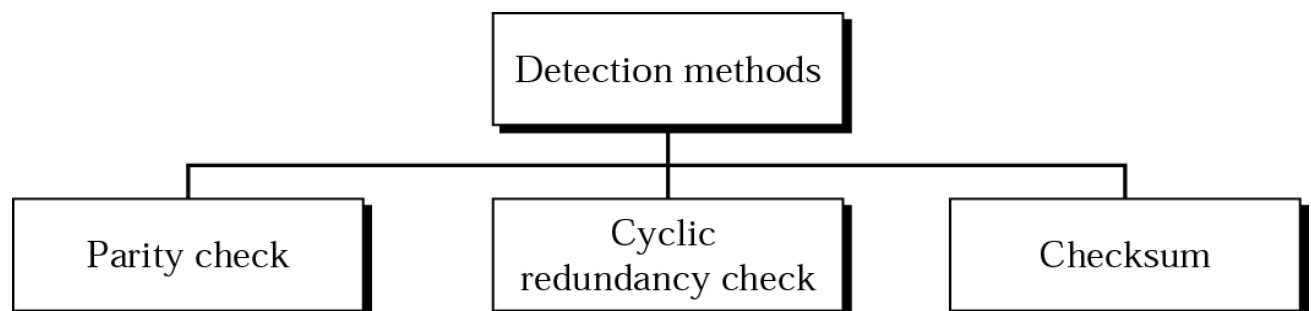 Detection methods
Parity check
Cyclic
redundancy check
Checksum